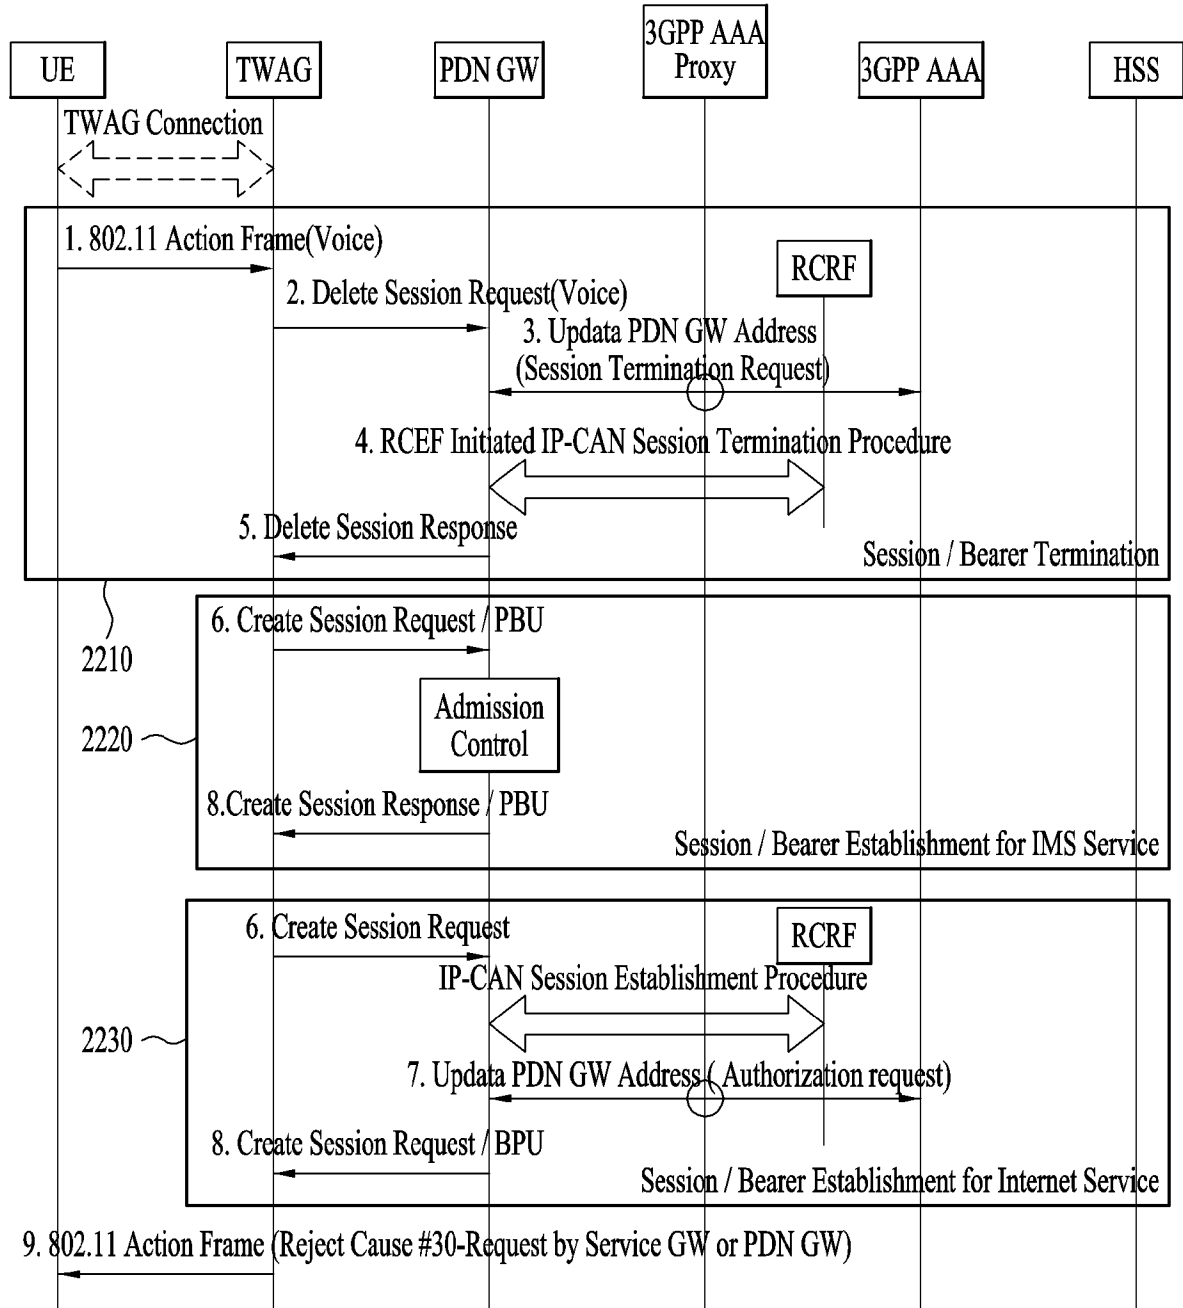 UE
TWAG
PDN GW
3GPP AAA
Proxy
3GPP AAA
HSS
TWAG Connection
1. 802.11 Action Frame(Voice)
RCRF
2. Delete Session Request(Voice)
3. Updata PDN GW Address
(Session Termination Request)
4. RCEF Initiated IP-CAN Session Termination Procedure
5. Delete Session Response
Session / Bearer Termination
2210
6. Create Session Request / PBU
Admission
Control
2220
8.Create Session Response / PBU
Session / Bearer Establishment for IMS Service
6. Create Session Request
RCRF
IP-CAN Session Establishment Procedure
2230
7. Updata PDN GW Address ( Authorization request)
8. Create Session Request / BPU
Session / Bearer Establishment for Internet Service
9. 802.11 Action Frame (Reject Cause #30-Request by Service GW or PDN GW)